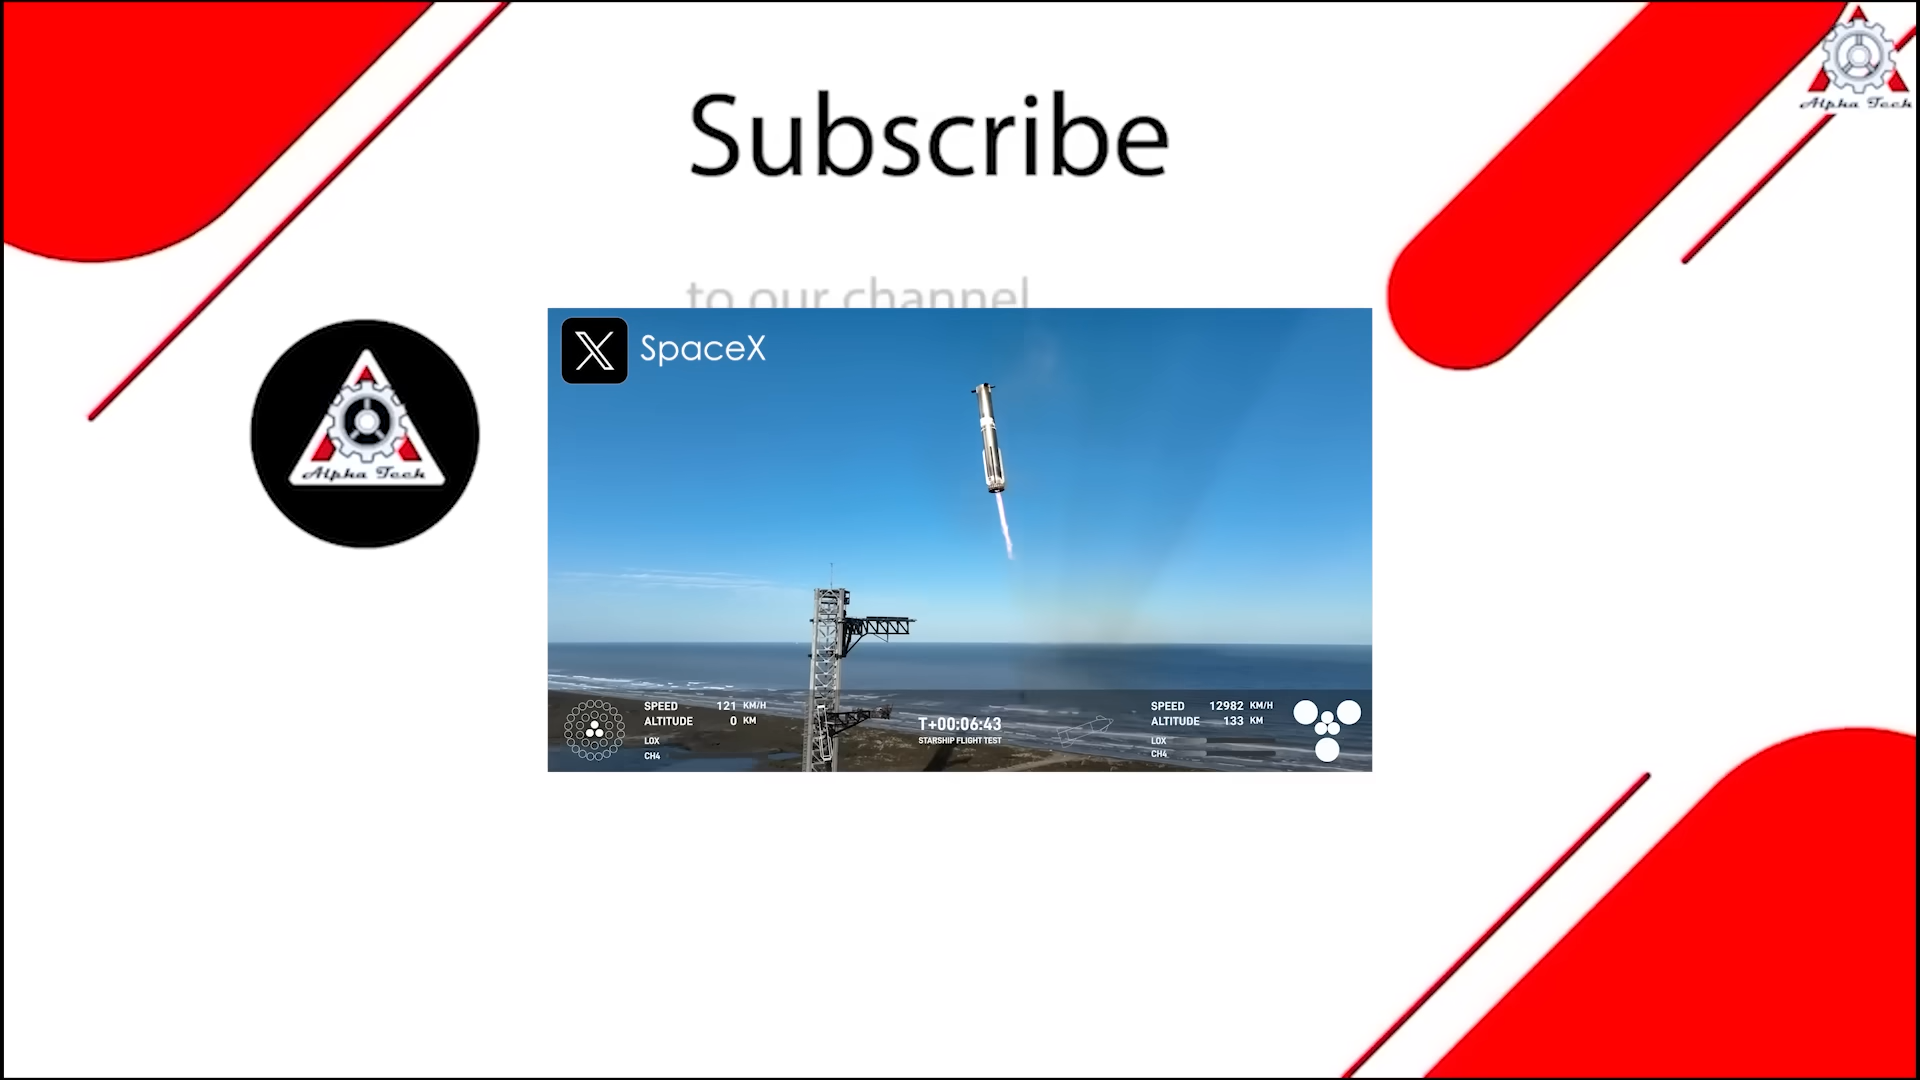 Alpha Tech
Subscribe
to our channel
X SpaceX
Alpha Tech
SPEED 121 KM/H
ALTITUDE 0 KM
LOX
CH4
T+00:06:43
STARSHIP FLIGHT TEST
SPEED 12982 KM/H
ALTITUDE 133 KM
LOX
CH4